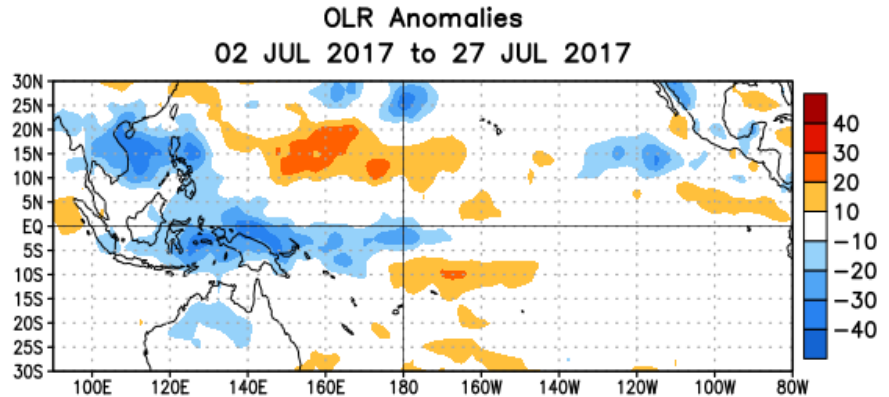 OLR Anomalies
02 JUL 2017 to 27 JUL 2017
30N
25N
20N
15N
10N
5N
EQ
5S
10S
15S
20S
25S
30S
100E 120E 140E 160E 180 160W 140W 120W 100W 80W
40
30
20
10
−10
−20
−30
−40